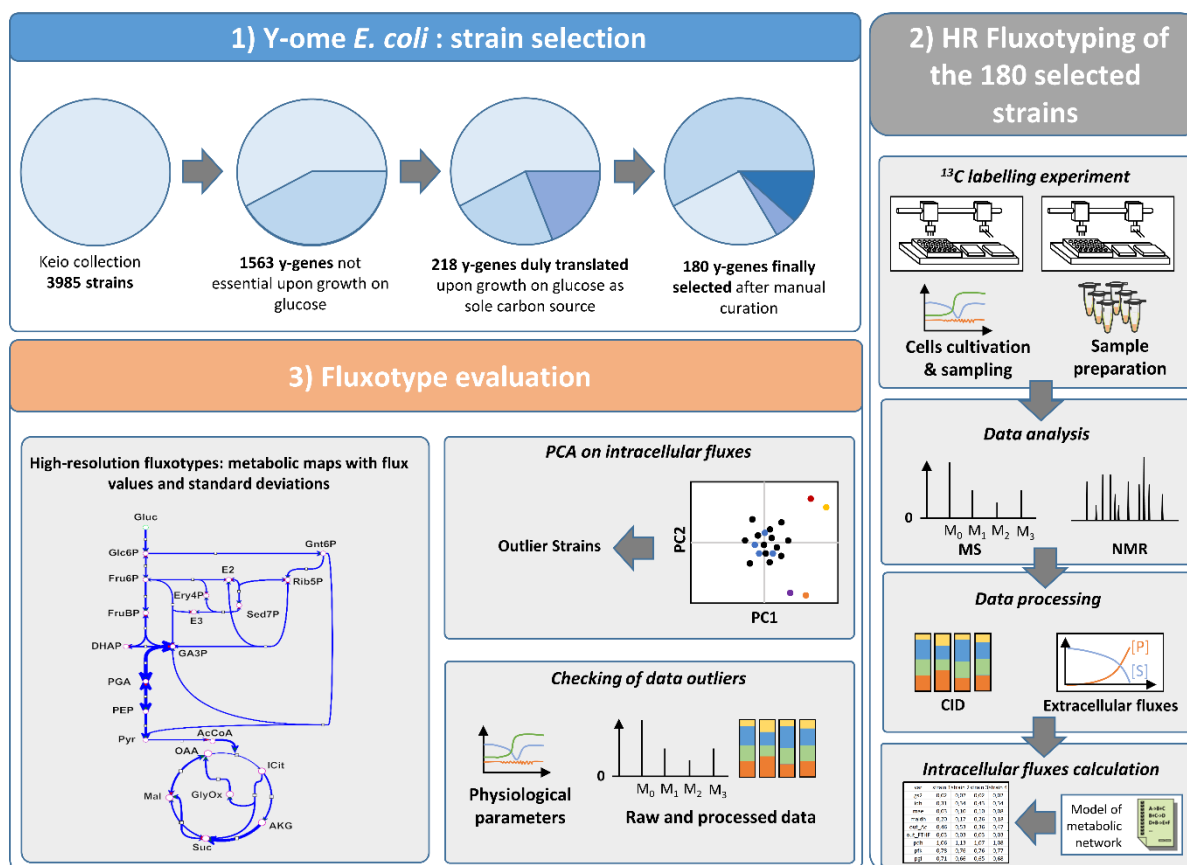 1) Y-ome E. coli : strain selection
Keio collection
3985 strains
1563 y-genes not
essential upon growth on
glucose
218 y-genes duly translated
upon growth on glucose as
sole carbon source
180 y-genes finally
selected after manual
curation
2) HR Fluxotyping of
the 180 selected
strains
¹³C labelling experiment
Cells cultivation
& sampling
Sample
preparation
Data analysis
0
M₀ M₁ M₂ M₃
MS
NMR
Data processing
CID
[P]
[S]
Extracellular fluxes
Intracellular fluxes calculation
Model of
metabolic
network
A->B+C
B+C->D
D+B->E+F
3) Fluxotype evaluation
High-resolution fluxotypes: metabolic maps with flux
values and standard deviations
Gluc
Glc6P
Gnt6P
Fru6P
E2
Rib5P
Ery4P
Sed7P
E3
FruBP
DHAP
GA3P
PGA
PEP
Pyr
AcCoA
OAA
ICit
Mal
GlyOx
AKG
Suc
PCA on intracellular fluxes
Outlier Strains
PC2
PC1
Checking of data outliers
Physiological
parameters
0
M₀ M₁ M₂ M₃
Raw and processed data